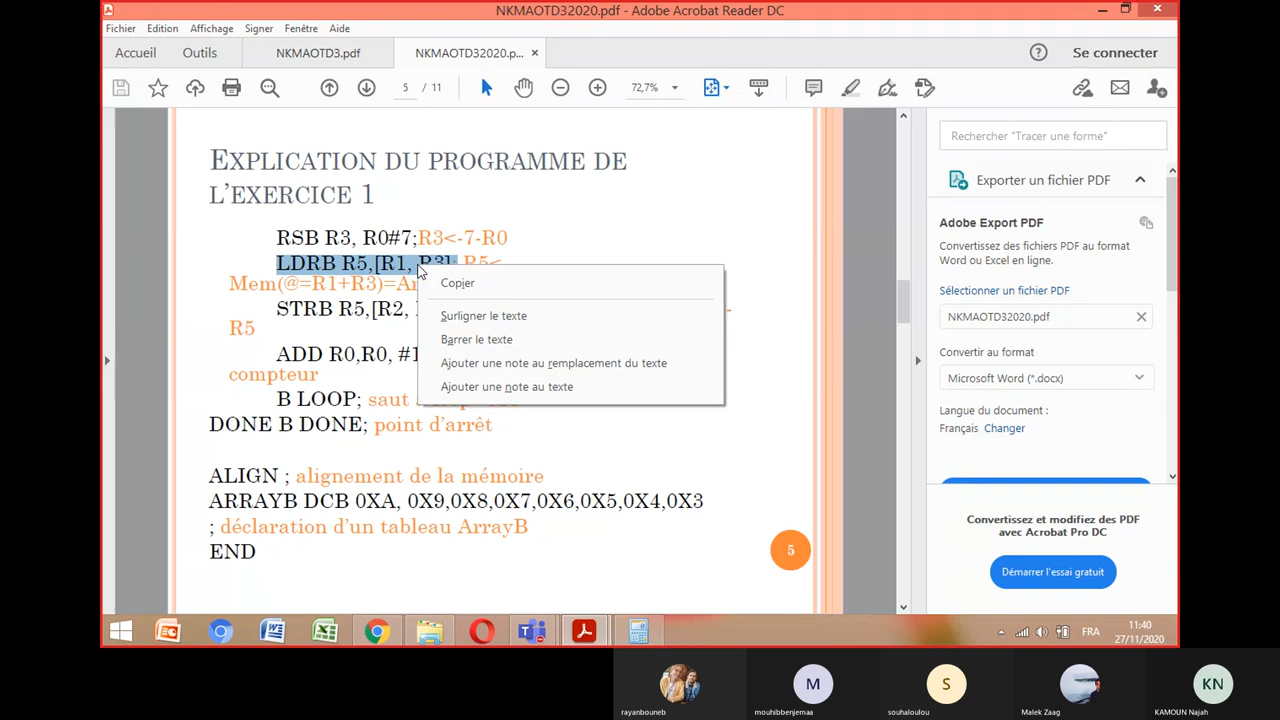 NKMAOTD32020.pdf - Adobe Acrobat Reader DC
Fichier Edition Affichage Signer Fenêtre Aide
Accueil Outils NKMAOTD3.pdf NKMAOTD32020.p... × ? Se connecter
5 / 11 72,7%
EXPLICATION DU PROGRAMME DE
L'EXERCICE 1
RSB R3, R0#7;R3<-7-R0
LDRB R5,[R1, R3]; R5<-
Mem(@=R1+R3)=Ar
STRB R5,[R2,
R5
ADD R0,R0, #1
compteur
B LOOP; saut
DONE B DONE; point d'arrêt
ALIGN ; alignement de la mémoire
ARRAYB DCB 0XA, 0X9,0X8,0X7,0X6,0X5,0X4,0X3
; déclaration d'un tableau ArrayB
END
5
Copier
Surligner le texte
Barrer le texte
Ajouter une note au remplacement du texte
Ajouter une note au texte
Rechercher "Tracer une forme"
Exporter un fichier PDF
Adobe Export PDF
Convertissez des fichiers PDF au format
Word ou Excel en ligne.
Sélectionner un fichier PDF
NKMAOTD32020.pdf
Convertir au format
Microsoft Word (*.docx)
Langue du document :
Français Changer
Convertissez et modifiez des PDF
avec Acrobat Pro DC
Démarrer l'essai gratuit
FRA
11:40
27/11/2020
M S KN
rayanbouneb mouhibbenjemaa souhaloulou Malek Zaag KAMOUN Najah